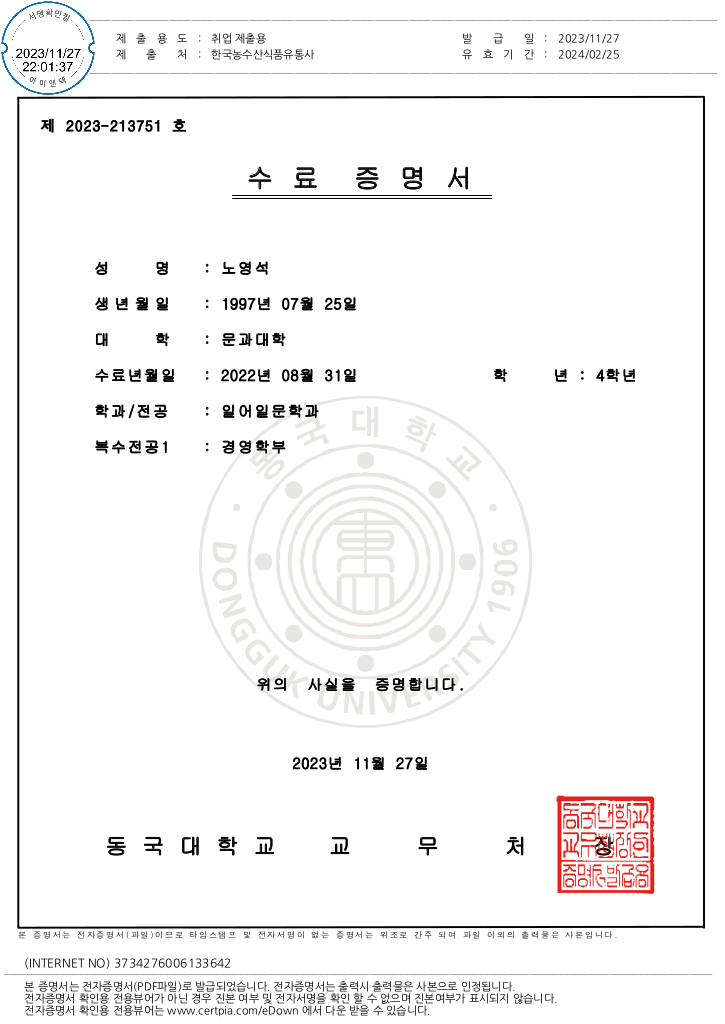 서명확인필
2023/11/27
22:01:37
아이앤텍
제 출 용 도 : 취업 제출용
발 급 일 : 2023/11/27
제 출 처 : 한국농수산식품유통사
유 효 기 간 : 2024/02/25
제 2023-213751 호
수 료 증 명 서
성 명 : 노영석
생년월일 : 1997년 07월 25일
대 학 : 문과대학
수료년월일 : 2022년 08월 31일 학 년 : 4학년
학과/전공 : 일어일문학과
복수전공1 : 경영학부
동국대학교
DONGGUK UNIVERSITY 1906
위의 사실을 증명합니다.
2023년 11월 27일
동국대학교 교 무 처 장
본 증명서는 전자증명서(파일)이므로 타임스탬프 및 전자서명이 없는 증명서는 위조로 간주 되며 파일 이외의 출력물은 사본입니다.
(INTERNET NO) 3734276006133642
본 증명서는 전자증명서(PDF파일)로 발급되었습니다. 전자증명서는 출력시 출력물은 사본으로 인정됩니다.
전자증명서 확인용 전용뷰어가 아닌 경우 진본 여부 및 전자서명을 확인 할 수 없으며 진본여부가 표시되지 않습니다.
전자증명서 확인용 전용뷰어는 www.certpia.com/eDown 에서 다운 받을 수 있습니다.